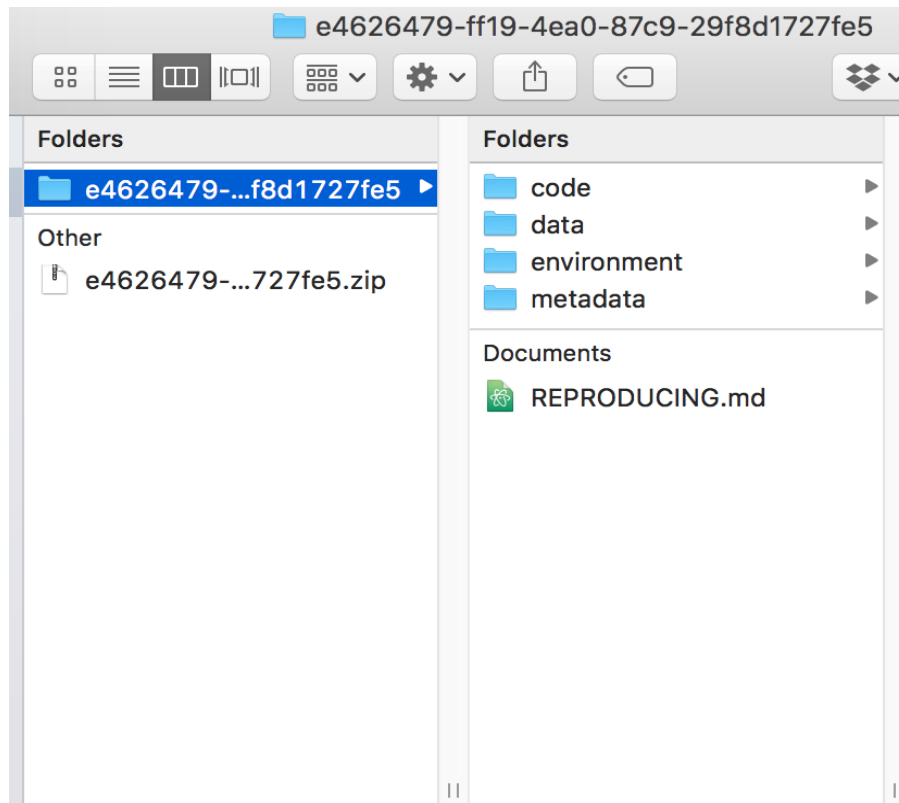 e4626479-ff19-4ea0-87c9-29f8d1727fe5
Folders
e4626479-...f8d1727fe5
Other
e4626479-...727fe5.zip
Folders
code
data
environment
metadata
Documents
REPRODUCING.md